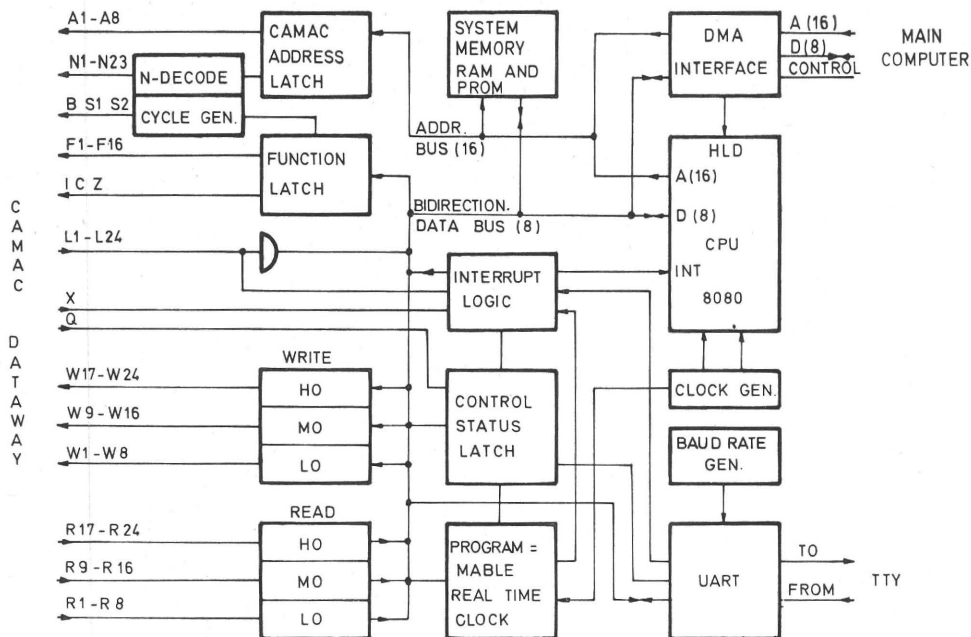 A1-A8
N1-N23
B S1 S2
F1-F16
I C Z
CAMAC
DATAWAY
L1-L24
X
Q
W17-W24
W9-W16
W1-W8
R17-R24
R9-R16
R1-R8
CAMAC
ADDRESS
LATCH
N-DECODE
CYCLE GEN.
FUNCTION
LATCH
WRITE
HO
MO
LO
READ
HO
MO
LO
SYSTEM
MEMORY
RAM AND
PROM
ADDR.
BUS (16)
BIDIRECTION.
DATA BUS (8)
INTERRUPT
LOGIC
CONTROL
STATUS
LATCH
PROGRAM=
MABLE
REAL TIME
CLOCK
DMA
INTERFACE
A (16)
D (8)
CONTROL
MAIN
COMPUTER
HLD
A(16)
D (8)
CPU
INT
8080
CLOCK GEN.
BAUD RATE
GEN.
UART
TO
FROM
TTY